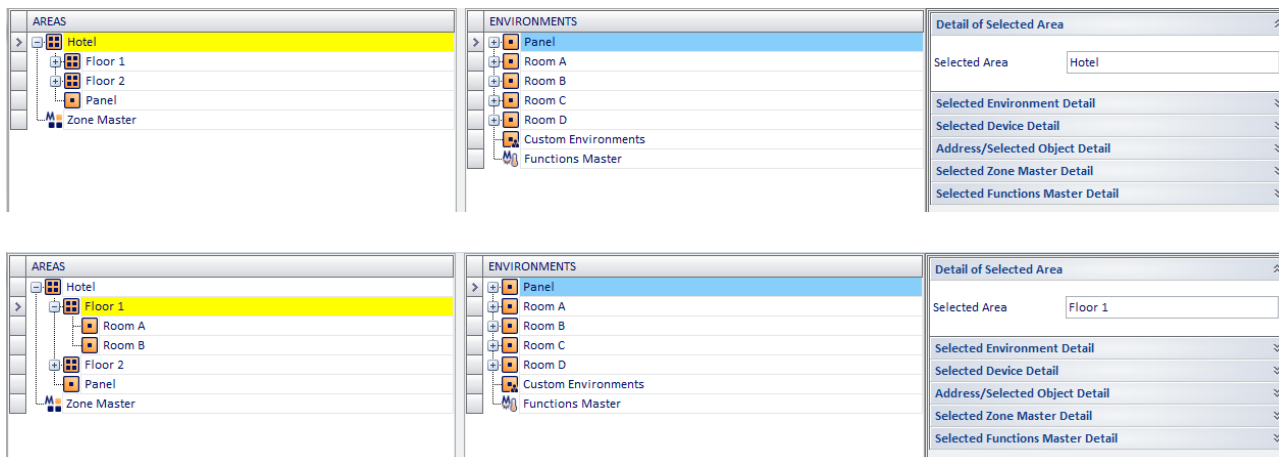 AREAS
Hotel
Floor 1
Floor 2
Panel
Zone Master
ENVIRONMENTS
Panel
Room A
Room B
Room C
Room D
Custom Environments
Functions Master
Detail of Selected Area
Selected Area Hotel
Selected Environment Detail
Selected Device Detail
Address/Selected Object Detail
Selected Zone Master Detail
Selected Functions Master Detail
AREAS
Hotel
Floor 1
Room A
Room B
Floor 2
Panel
Zone Master
ENVIRONMENTS
Panel
Room A
Room B
Room C
Room D
Custom Environments
Functions Master
Detail of Selected Area
Selected Area Floor 1
Selected Environment Detail
Selected Device Detail
Address/Selected Object Detail
Selected Zone Master Detail
Selected Functions Master Detail